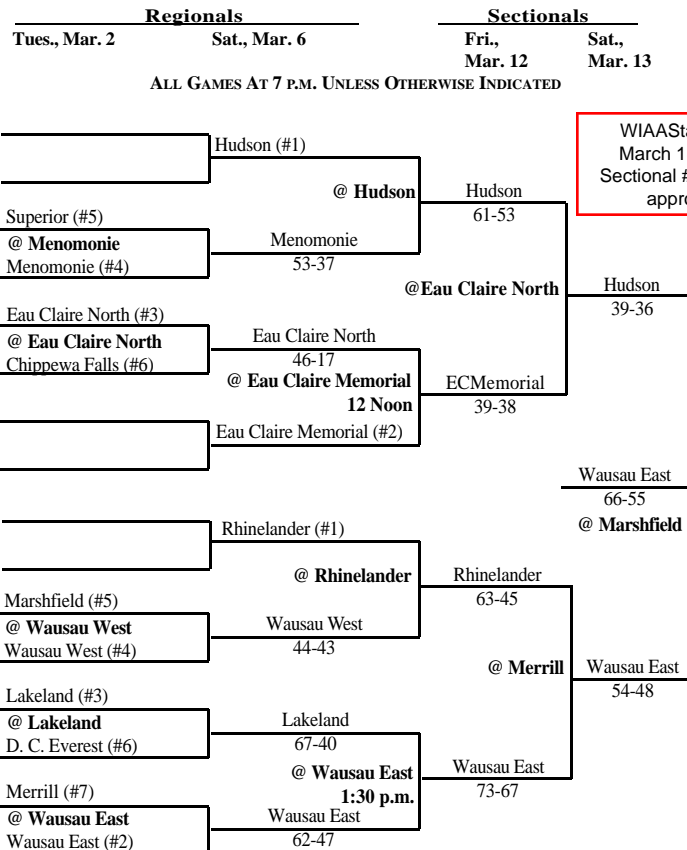 Regionals
Sectionals
Tues., Mar. 2
Sat., Mar. 6
Fri.,
Mar. 12
Sat.,
Mar. 13
ALL GAMES AT 7 P.M. UNLESS OTHERWISE INDICATED
Hudson (#1)
@ Hudson
Superior (#5)
@ Menomonie
Menomonie (#4)
Menomonie
53-37
Hudson
61-53
@Eau Claire North
Eau Claire North (#3)
@ Eau Claire North
Chippewa Falls (#6)
Eau Claire North
46-17
@ Eau Claire Memorial
12 Noon
Eau Claire Memorial (#2)
ECMemorial
39-38
Hudson
39-36
WIAASta
March 1
Sectional #
appro
Wausau East
66-55
@ Marshfield
Rhinelander (#1)
@ Rhinelander
Marshfield (#5)
@ Wausau West
Wausau West (#4)
Wausau West
44-43
Rhinelander
63-45
@ Merrill
Lakeland (#3)
@ Lakeland
D. C. Everest (#6)
Lakeland
67-40
@ Wausau East
1:30 p.m.
Merrill (#7)
@ Wausau East
Wausau East (#2)
Wausau East
62-47
Wausau East
73-67
Wausau East
54-48